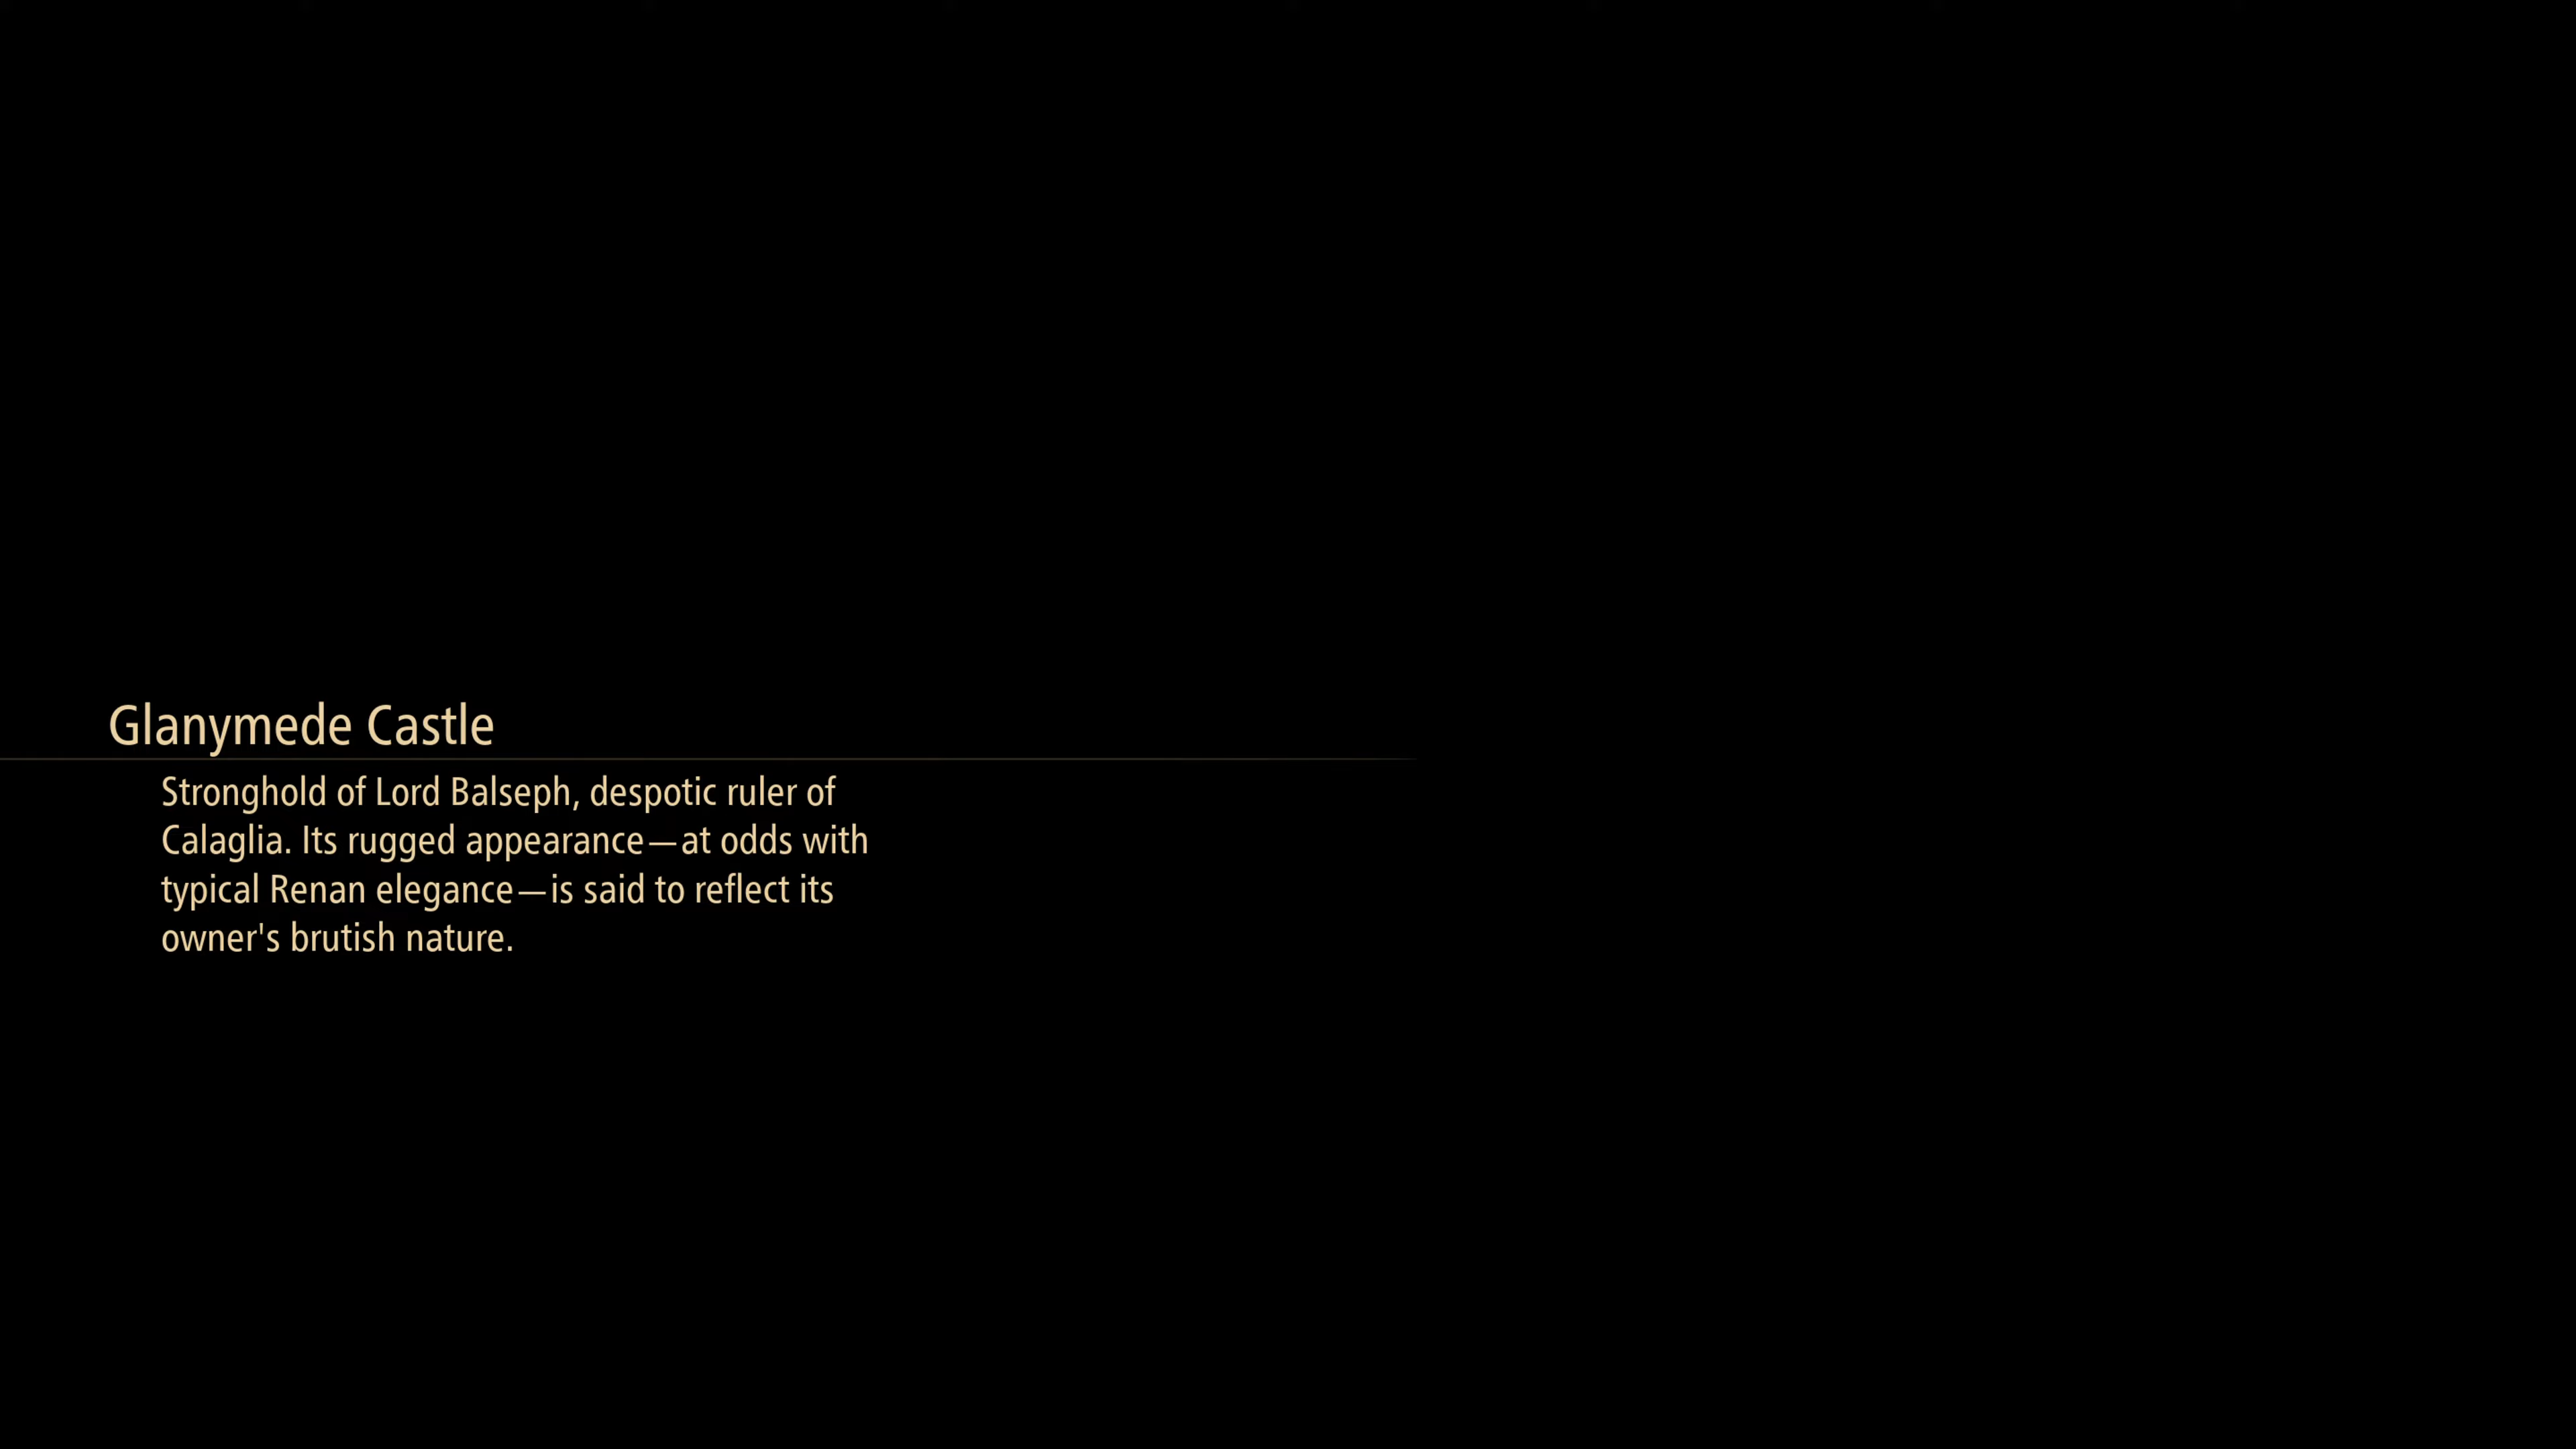 Glanymede Castle
Stronghold of Lord Balseph, despotic ruler of
Calaglia. Its rugged appearance—at odds with
typical Renan elegance—is said to reflect its
owner's brutish nature.